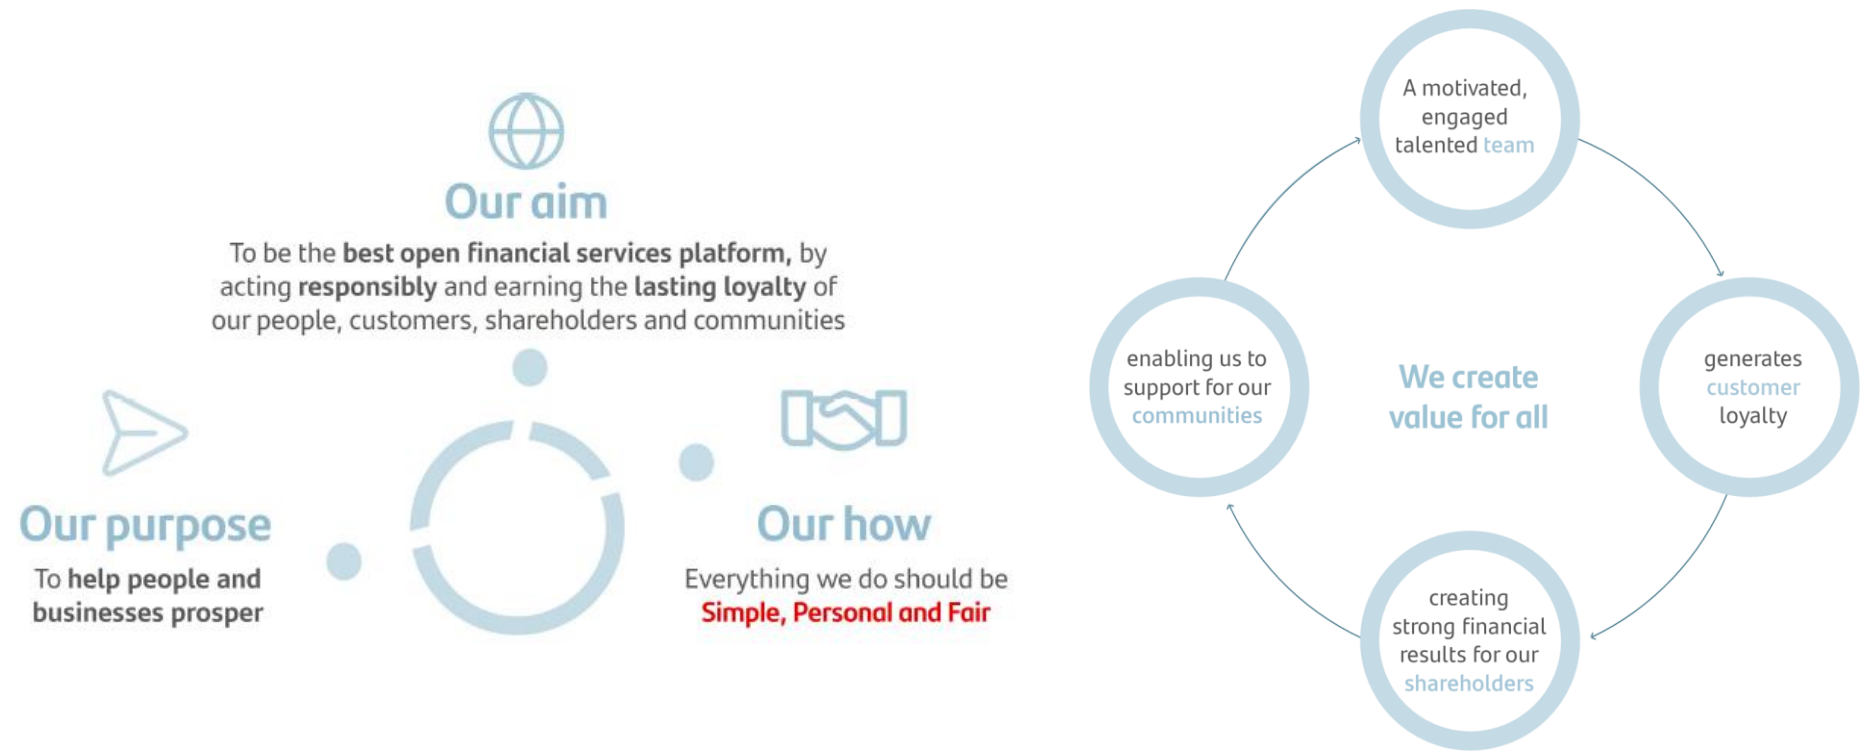 Our aim
To be the best open financial services platform, by
acting responsibly and earning the lasting loyalty of
our people, customers, shareholders and communities
Our purpose
To help people and
businesses prosper
Our how
Everything we do should be
Simple, Personal and Fair
A motivated,
engaged
talented team
generates
customer
loyalty
creating
strong financial
results for our
shareholders
enabling us to
support for our
communities
We create
value for all